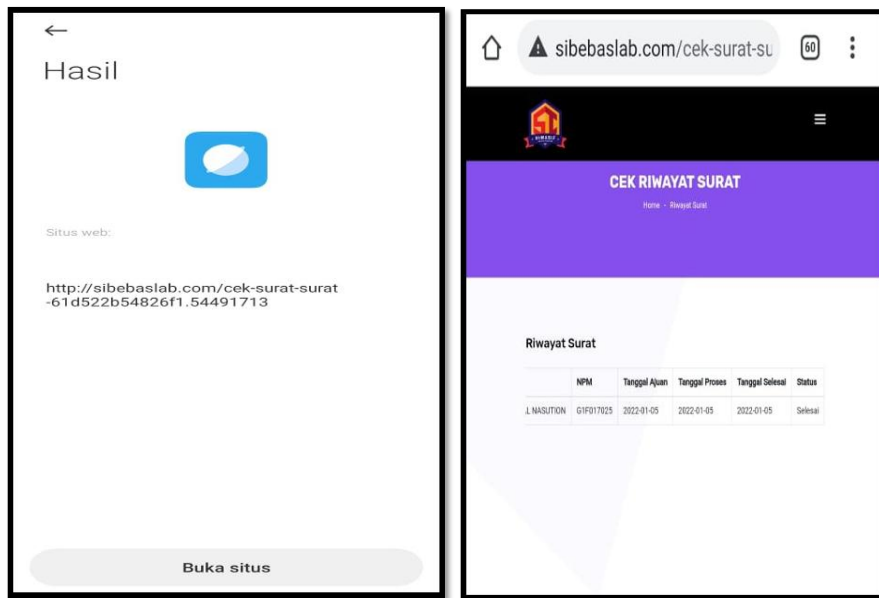 Hasil
Situs web:
http://sibebaslab.com/cek-surat-surat
-61d522b54826f1.54491713
Buka situs
sibebaslab.com/cek-surat-su 60
SI
CEK RIWAYAT SURAT
Home - Riwayat Surat
Riwayat Surat
NPM Tanggal Ajuan Tanggal Proses Tanggal Selesai Status
L NASUTION G1F017025 2022-01-05 2022-01-05 2022-01-05 Selesai